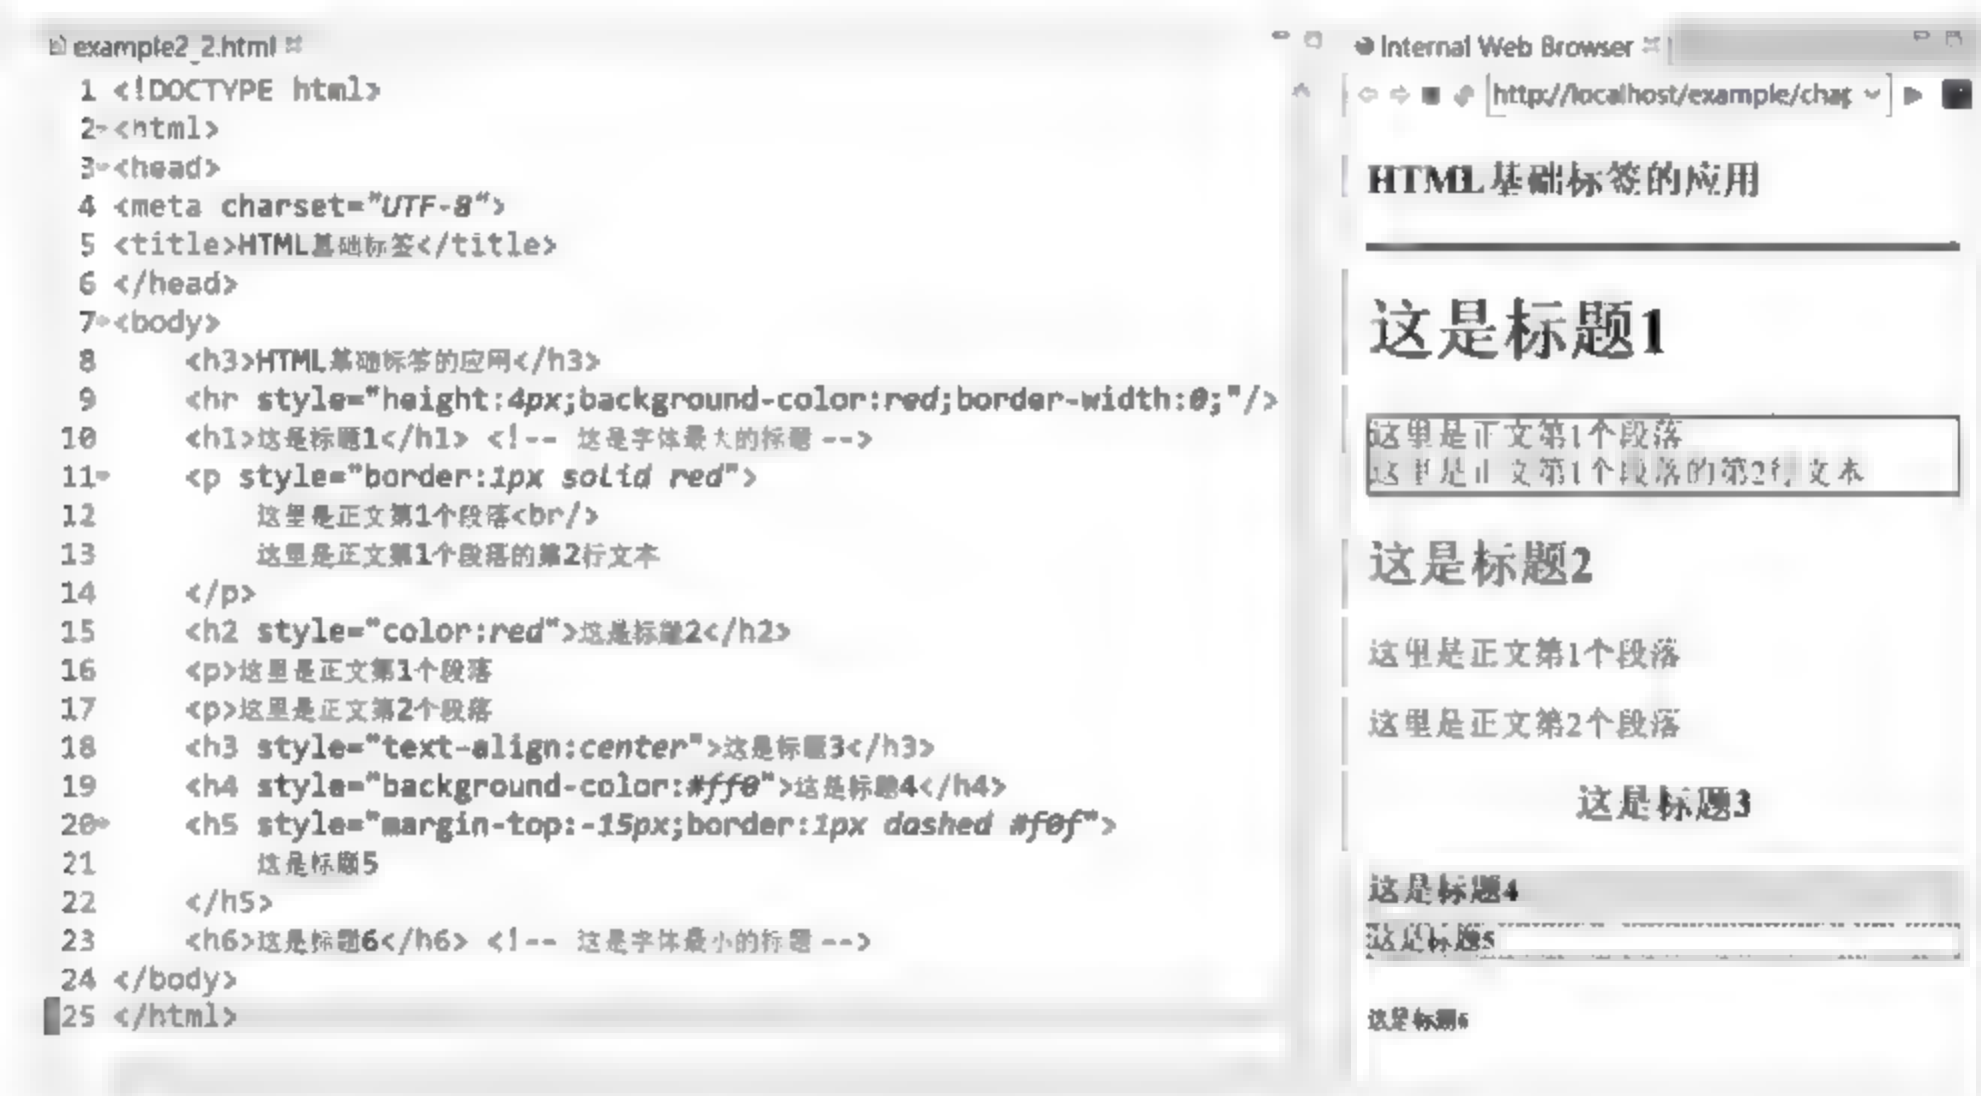 example2_2.html
1 <!DOCTYPE html>
2 <html>
3 <head>
4 <meta charset="UTF-8">
5 <title>HTML基础标签</title>
6 </head>
7 <body>
8 <h3>HTML基础标签的应用</h3>
9 <hr style="height:4px;background-color:red;border-width:0;"/>
10 <h1>这是标题1</h1> <!-- 这是字体最大的标题 -->
11 <p style="border:1px solid red">
12 这里是正文第1个段落<br/>
13 这里是正文第1个段落的第2行文本
14 </p>
15 <h2 style="color:red">这是标题2</h2>
16 <p>这里是正文第1个段落
17 <p>这里是正文第2个段落
18 <h3 style="text-align:center">这是标题3</h3>
19 <h4 style="background-color:#ff0">这是标题4</h4>
20 <h5 style="margin-top:-15px;border:1px dashed #f0f">
21 这是标题5
22 </h5>
23 <h6>这是标题6</h6> <!-- 这是字体最小的标题 -->
24 </body>
25 </html>
Internal Web Browser
http://localhost/example/chap
HTML基础标签的应用
这是标题1
这里是正文第1个段落
这里是正文第1个段落的第2行文本
这是标题2
这里是正文第1个段落
这里是正文第2个段落
这是标题3
这是标题4
这是标题5
这是标题6